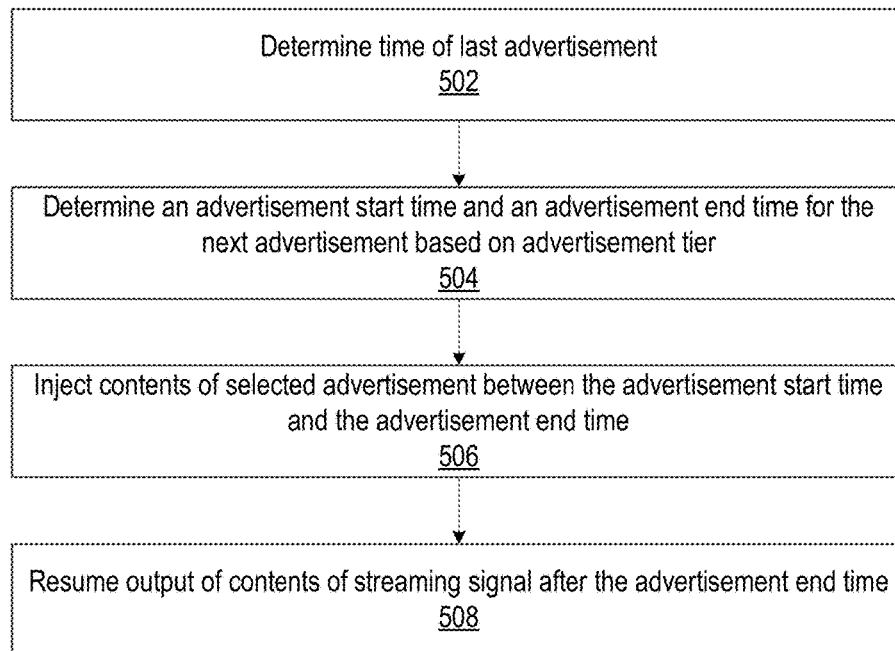 Determine time of last advertisement
502
Determine an advertisement start time and an advertisement end time for the
next advertisement based on advertisement tier
504
Inject contents of selected advertisement between the advertisement start time
and the advertisement end time
506
Resume output of contents of streaming signal after the advertisement end time
508